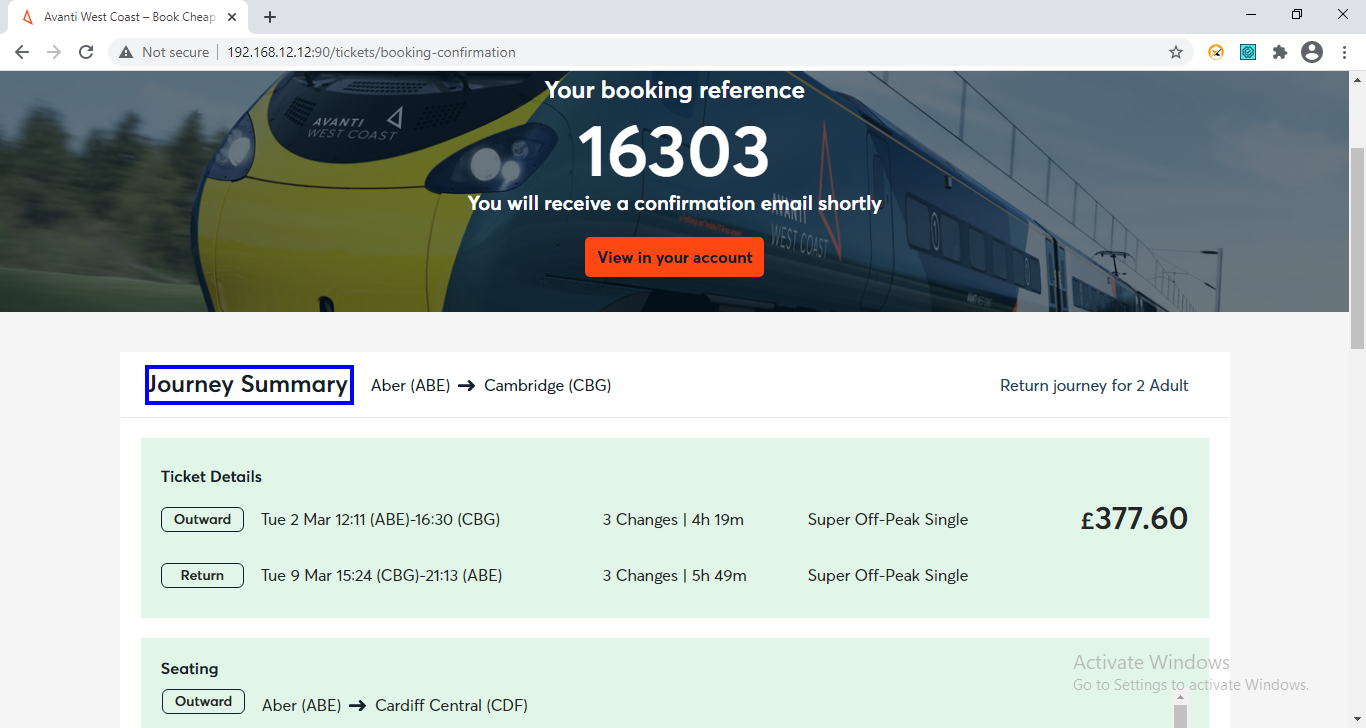 Avanti West Coast – Book Cheap
Not secure
192.168.12.12:90/tickets/booking-confirmation
Your booking reference
AVANTI
WEST COAST
16303
You will receive a confirmation email shortly
AVANTI
WEST COAST
View in your account
Journey Summary
Aber (ABE) → Cambridge (CBG)
Return journey for 2 Adult
Ticket Details
Outward Tue 2 Mar 12:11 (ABE)-16:30 (CBG) 3 Changes | 4h 19m Super Off-Peak Single £377.60
Return Tue 9 Mar 15:24 (CBG)-21:13 (ABE) 3 Changes | 5h 49m Super Off-Peak Single
Seating
Outward Aber (ABE) → Cardiff Central (CDF)
Activate Windows
Go to Settings to activate Windows.